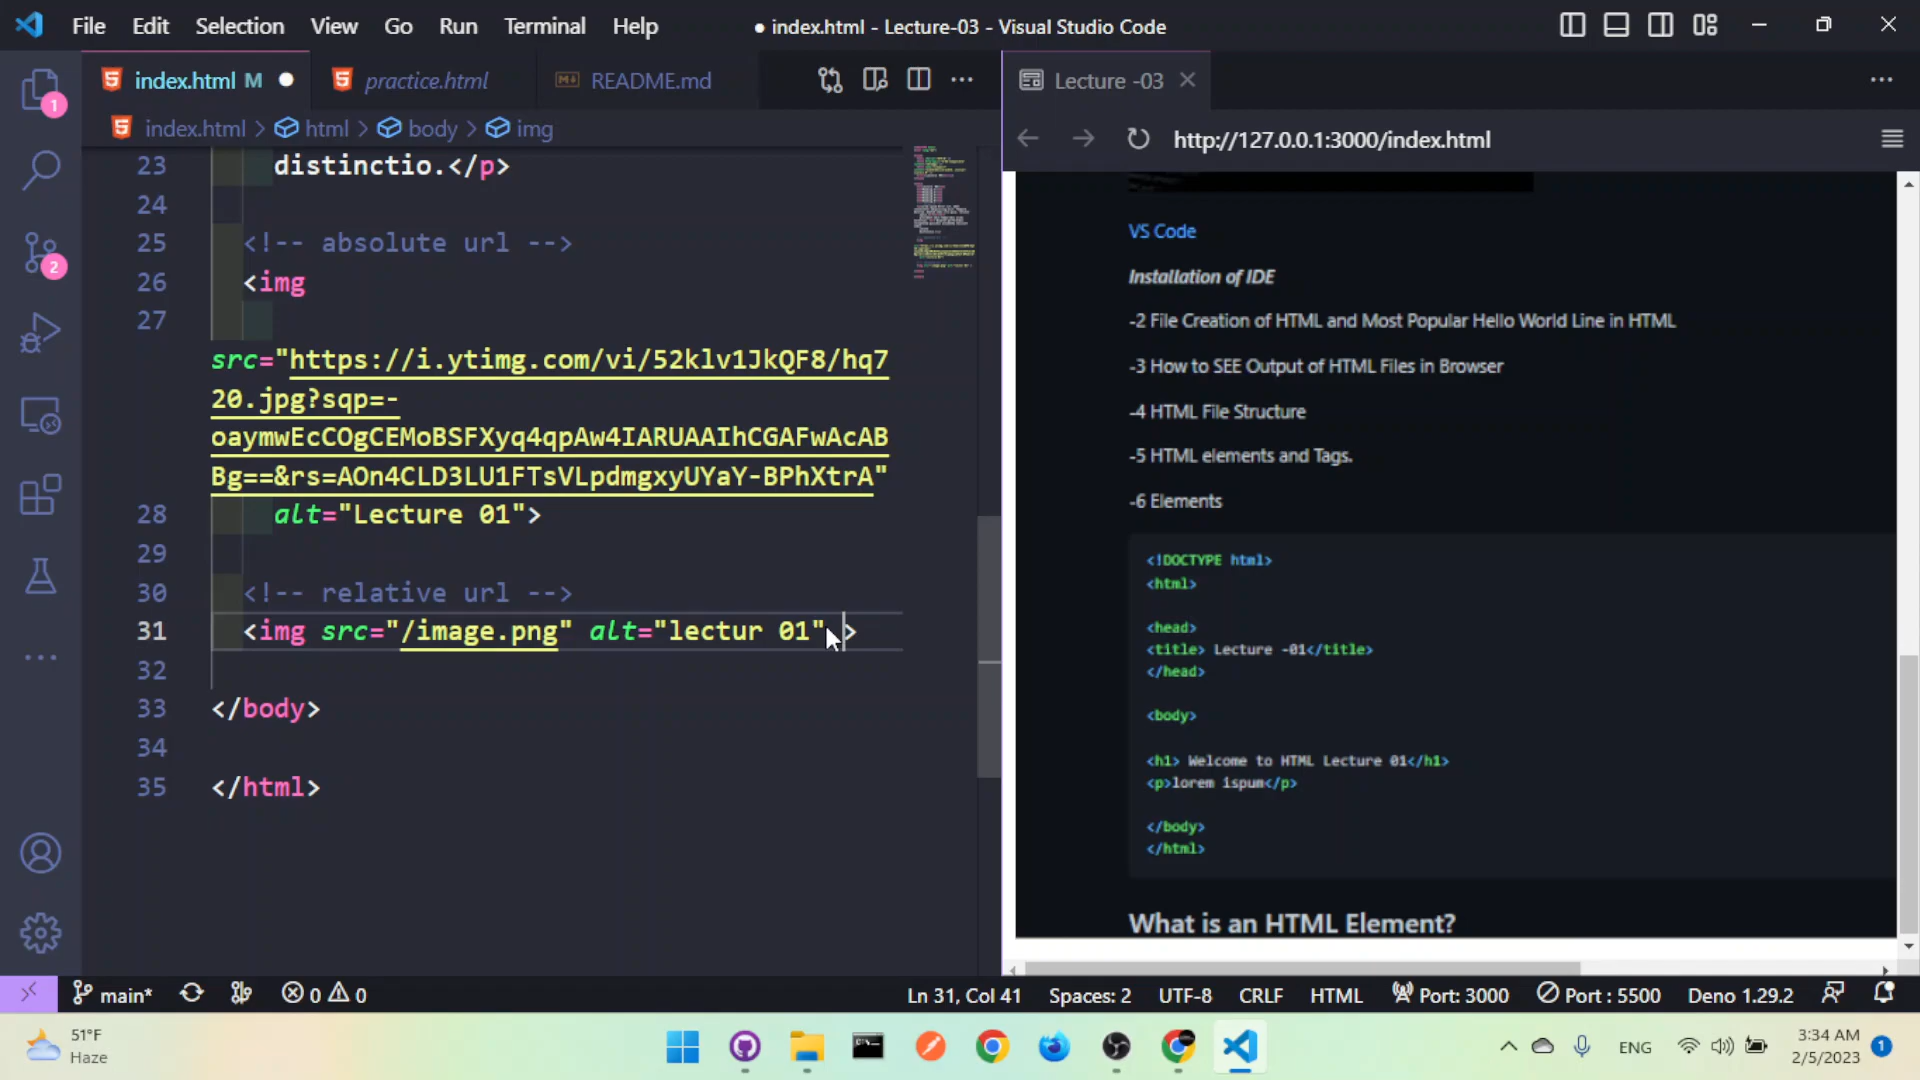 File Edit Selection View Go Run Terminal Help
● index.html - Lecture-03 - Visual Studio Code
index.html M ●
practice.html
README.md
Lecture -03
index.html > html > body > img
http://127.0.0.1:3000/index.html
23 distinctio.</p>
24
25 <!-- absolute url -->
26 <img
27
src="https://i.ytimg.com/vi/52klv1JkQF8/hq7
20.jpg?sqp=-
oaymwEcCOgCEMoBSFXyq4qpAw4IARUAAIhCGAFwAcAB
Bg==&rs=AOn4CLD3LU1FTsVLpdmgxyUYaY-BPhXtrA"
28 alt="Lecture 01">
29
30 <!-- relative url -->
31 <img src="/image.png" alt="lectur 01" >
32
33 </body>
34
35 </html>
VS Code
Installation of IDE
-2 File Creation of HTML and Most Popular Hello World Line in HTML
-3 How to SEE Output of HTML Files in Browser
-4 HTML File Structure
-5 HTML elements and Tags.
-6 Elements
<!DOCTYPE html>
<html>
<head>
<title> Lecture -01</title>
</head>
<body>
<h1> Welcome to HTML Lecture 01</h1>
<p>lorem ispum</p>
</body>
</html>
What is an HTML Element?
1
2
main* 0 0 Ln 31, Col 41 Spaces: 2 UTF-8 CRLF HTML Port: 3000 Port : 5500 Deno 1.29.2
51°F
Haze
ENG
3:34 AM
2/5/2023
1